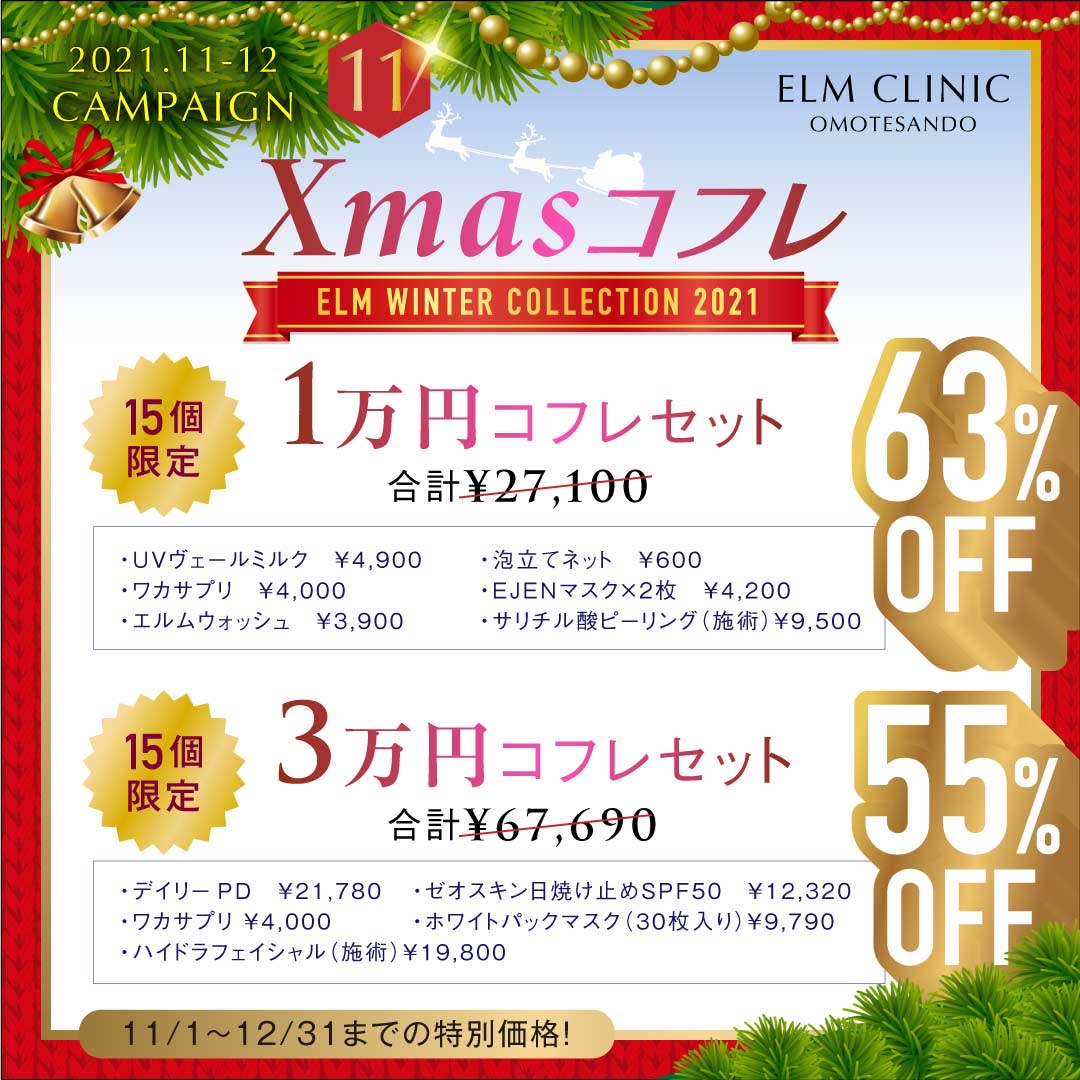 2021.11-12
CAMPAIGN
11
ELM CLINIC
OMOTESANDO
Xmasコフレ
ELM WINTER COLLECTION 2021
15個
限定
1万円コフレセット
合計¥27,100
63%
OFF
・UVヴェールミルク ¥4,900
・泡立てネット ¥600
・ワカサプリ ¥4,000
・EJENマスク×2枚 ¥4,200
・エルムウォッシュ ¥3,900
・サリチル酸ピーリング（施術）¥9,500
15個
限定
3万円コフレセット
合計¥67,690
55%
OFF
・デイリーPD ¥21,780
・ゼオスキン日焼け止めSPF50 ¥12,320
・ワカサプリ ¥4,000
・ホワイトパックマスク（30枚入り）¥9,790
・ハイドラフェイシャル（施術）¥19,800
11/1～12/31までの特別価格!